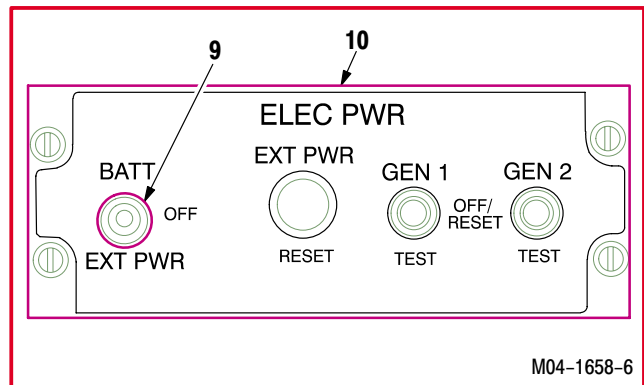 10
9
ELEC PWR
BATT
OFF
EXT PWR
EXT PWR
RESET
GEN 1
OFF/
RESET
TEST
GEN 2
TEST
M04-1658-6